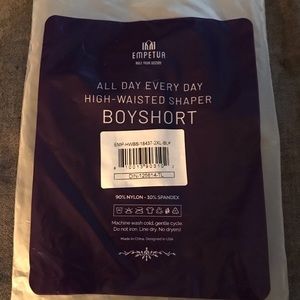 EMPETUA
ALL DAY EVERY DAY
HIGH-WAISTED SHAPER
BOYSHORT
90% NYLON - 10% SPANDEX
Machine wash cold, gentle cycle.
Do not iron. Line dry. No dryers!
Made in China. Designed in USA